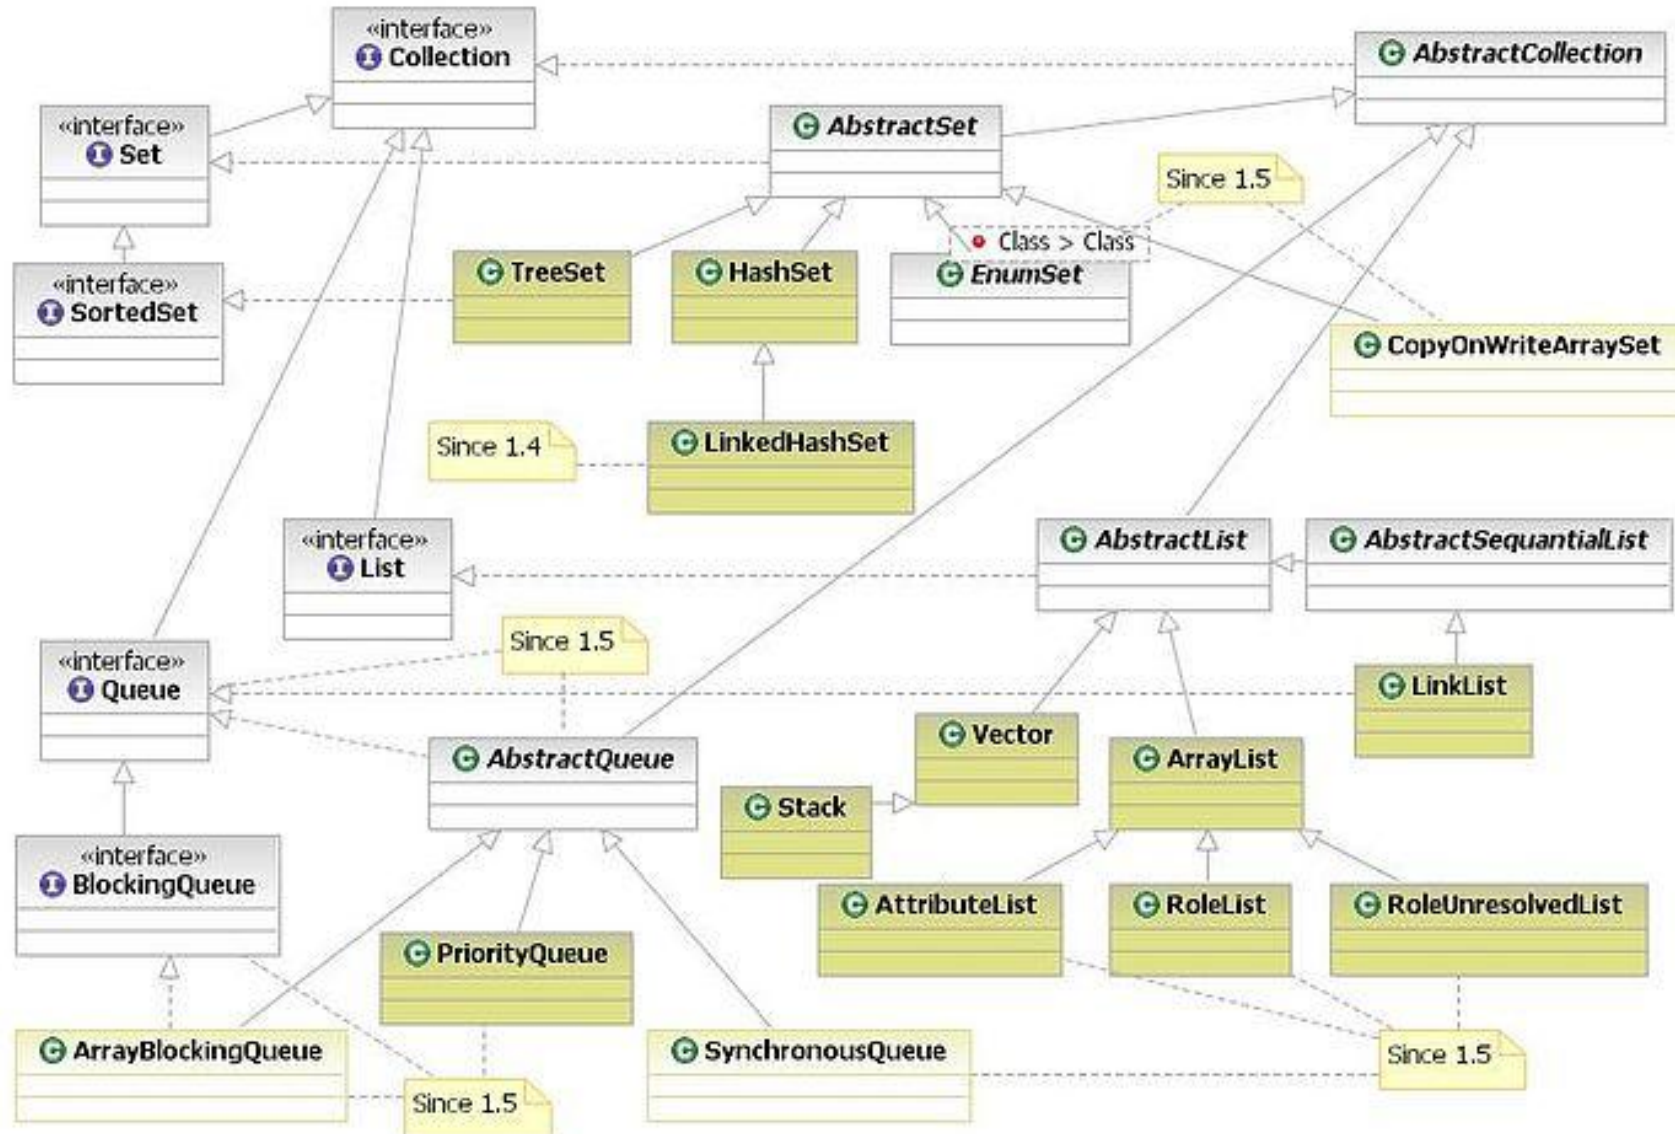 «interface»
Collection
AbstractCollection
«interface»
Set
AbstractSet
Since 1.5
Class > Class
«interface»
SortedSet
TreeSet
HashSet
EnumSet
CopyOnWriteArraySet
Since 1.4
LinkedHashSet
«interface»
List
AbstractList
AbstractSequantialList
«interface»
Queue
Since 1.5
LinkList
AbstractQueue
Vector
ArrayList
Stack
«interface»
BlockingQueue
AttributeList
RoleList
RoleUnresolvedList
PriorityQueue
ArrayBlockingQueue
SynchronousQueue
Since 1.5
Since 1.5